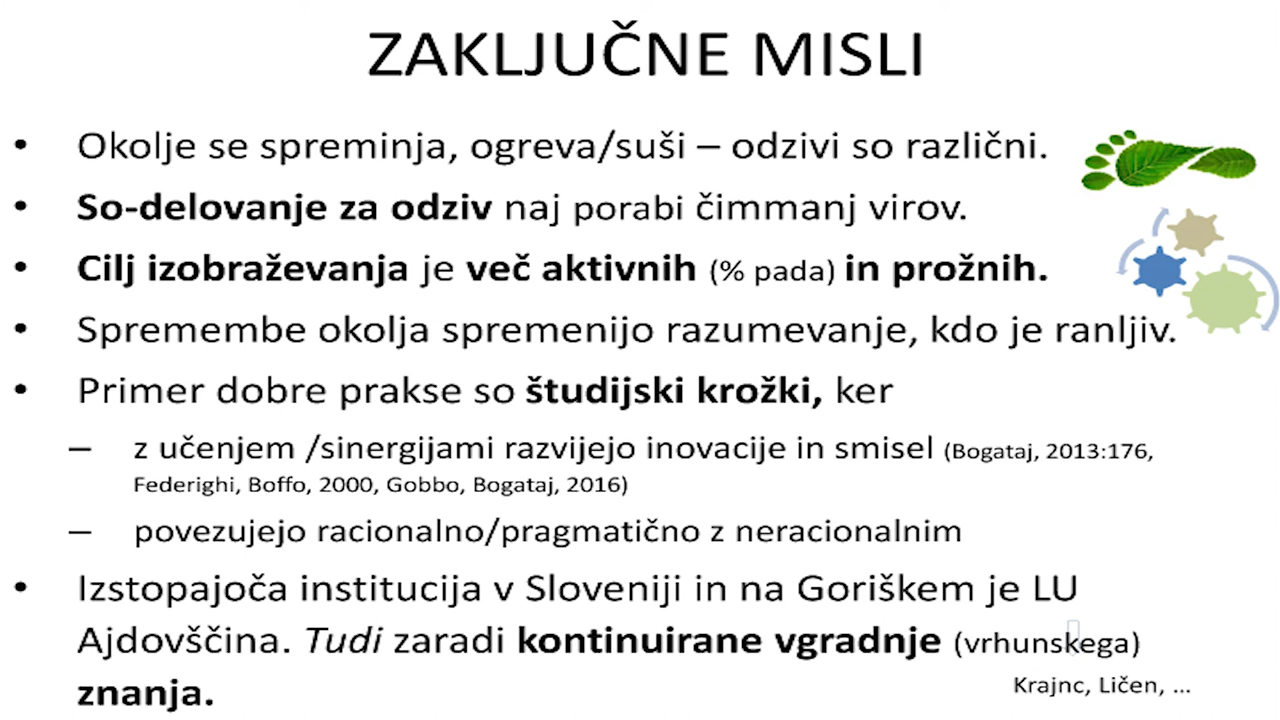 ZAKLJUČNE MISLI
• Okolje se spreminja, ogreva/suši – odzivi so različni.
• So-delovanje za odziv naj porabi čimmanj virov.
• Cilj izobraževanja je več aktivnih (% pada) in prožnih.
• Spremembe okolja spremenijo razumevanje, kdo je ranljiv.
• Primer dobre prakse so študijski krožki, ker
– z učenjem /sinergijami razvijejo inovacije in smisel (Bogataj, 2013:176,
Federighi, Boffo, 2000, Gobbo, Bogataj, 2016)
– povezujejo racionalno/pragmatično z neracionalnim
• Izstopajoča institucija v Sloveniji in na Goriškem je LU
Ajdovščina. Tudi zaradi kontinuirane vgradnje (vrhunskega)
znanja.
Krajnc, Ličen, ...